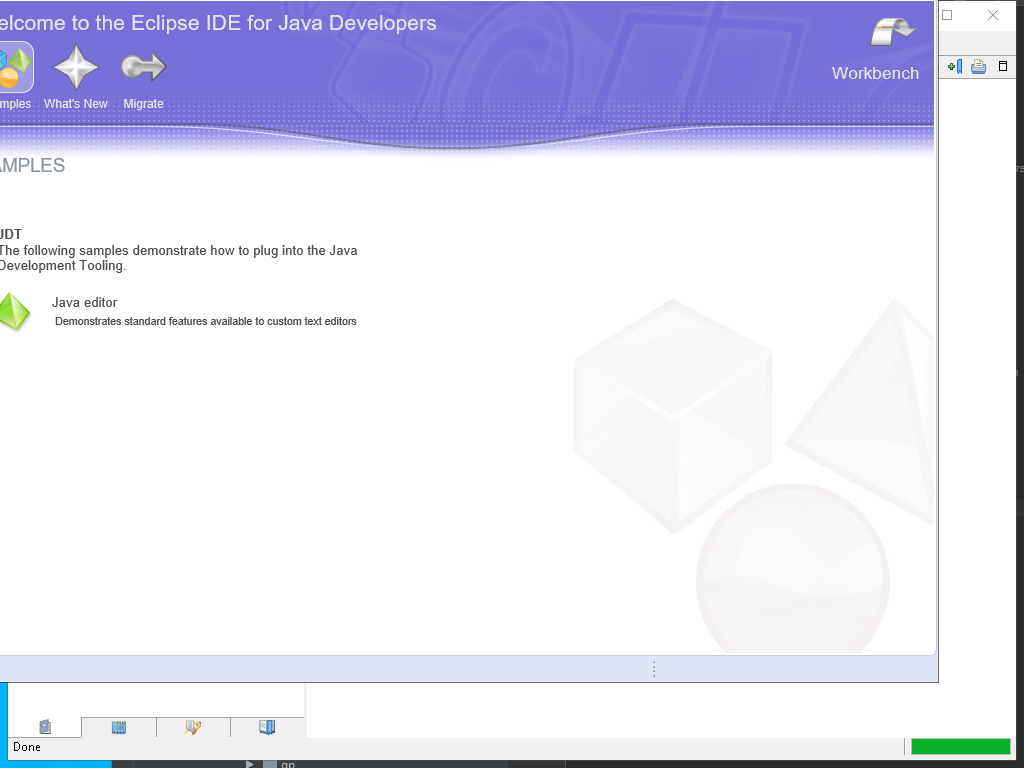 elcome to the Eclipse IDE for Java Developers
Workbench
mples What's New Migrate
AMPLES
JDT
The following samples demonstrate how to plug into the Java
Development Tooling.
Java editor
Demonstrates standard features available to custom text editors
Done